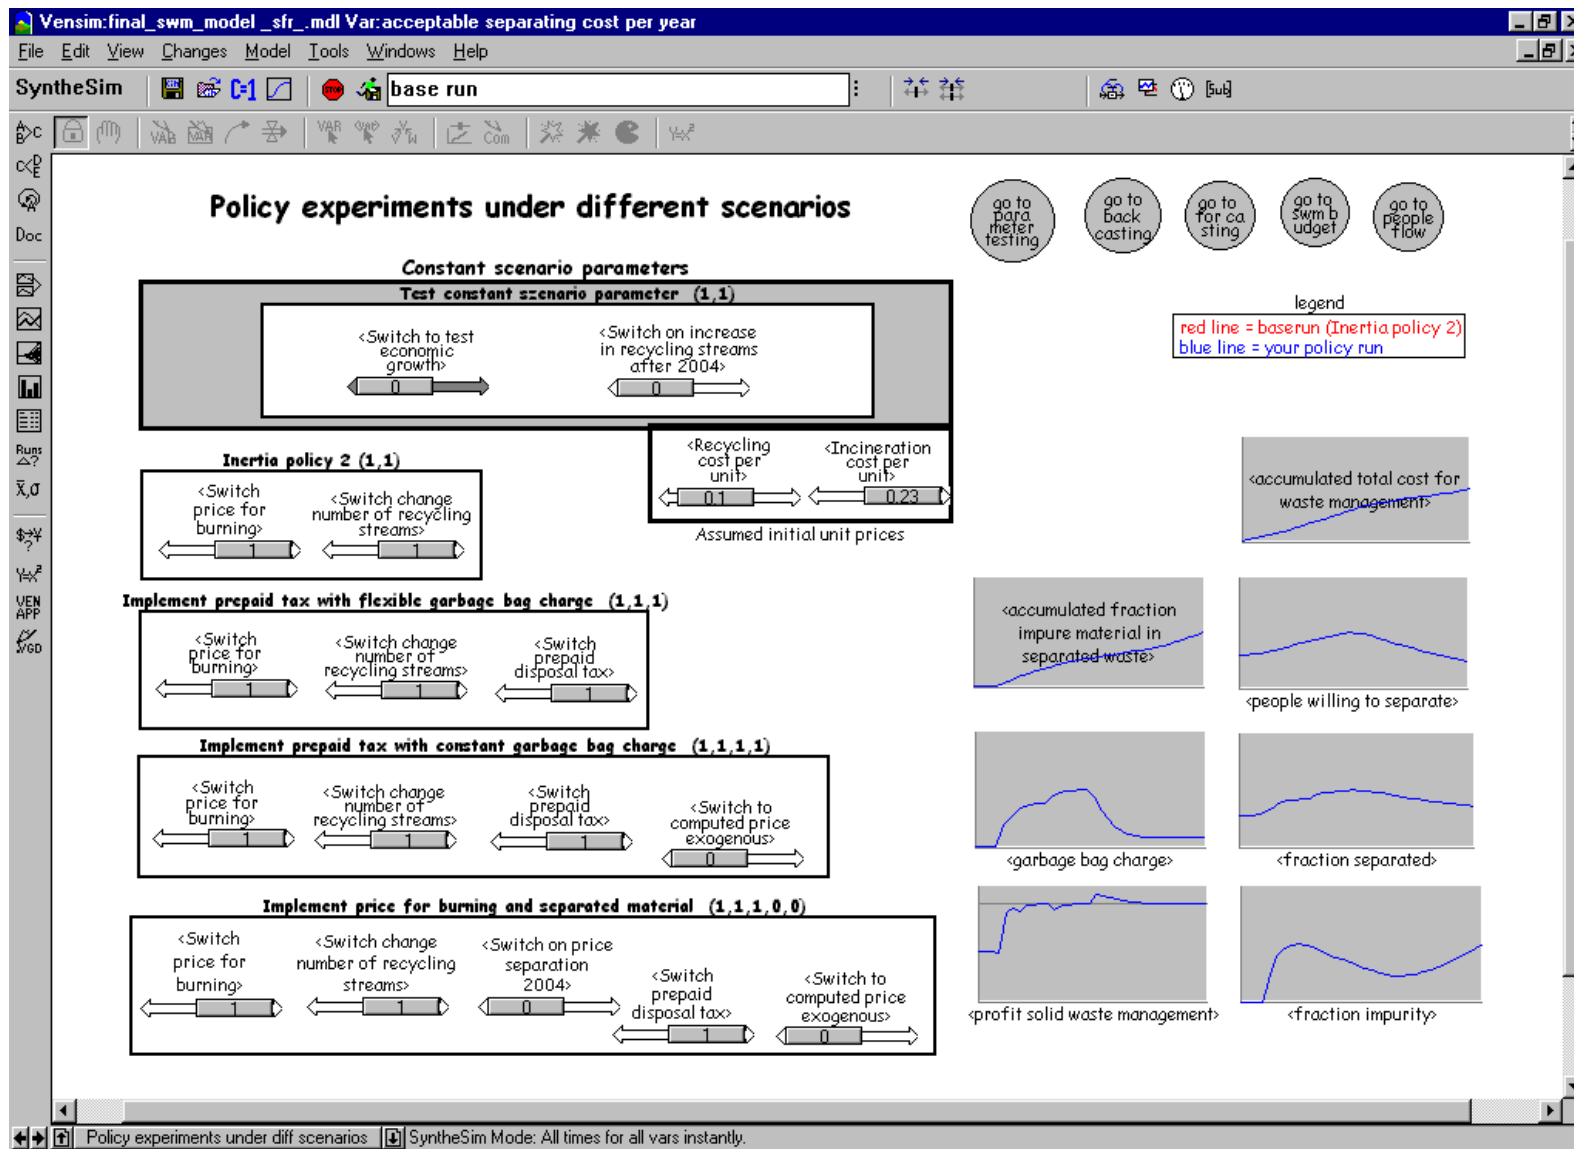 Vensim:final_swm_model _sfr_.mdl Var:acceptable separating cost per year
File Edit View Changes Model Tools Windows Help
SyntheSim
base run
VAR
Com
Y=x²
Doc
Runs
VEN
APP
Policy experiments under different scenarios
go to
para
meter
testing
go to
back
casting
go to
for ca
sting
go to
swm b
udget
go to
people
flow
Constant scenario parameters
Test constant szenario parameter (1,1)
<Switch to test
economic
growth>
0
<Switch on increase
in recycling streams
after 2004>
0
legend
red line = baserun (Inertia policy 2)
blue line = your policy run
<Recycling
cost per
unit>
0.1
<Incineration
cost per
unit>
0.23
Assumed initial unit prices
Inertia policy 2 (1,1)
<Switch
price for
burning>
1
<Switch change
number of recycling
streams>
1
<accumulated total cost for
waste management>
Implement prepaid tax with flexible garbage bag charge (1,1,1)
<Switch
price for
burning>
1
<Switch change
number of
recycling streams>
1
<Switch
prepaid
disposal tax>
1
<accumulated fraction
impure material in
separated waste>
<people willing to separate>
Implement prepaid tax with constant garbage bag charge (1,1,1,1)
<Switch
price for
burning>
1
<Switch change
number of
recycling streams>
1
<Switch
prepaid
disposal tax>
1
<Switch to
computed price
exogenous>
0
<garbage bag charge>
<fraction separated>
Implement price for burning and separated material (1,1,1,0,0)
<Switch
price for
burning>
1
<Switch change
number of recycling
streams>
1
<Switch on price
separation
2004>
0
<Switch
prepaid
disposal tax>
1
<Switch to
computed price
exogenous>
0
<profit solid waste management>
<fraction impurity>
Policy experiments under diff scenarios
SyntheSim Mode: All times for all vars instantly.